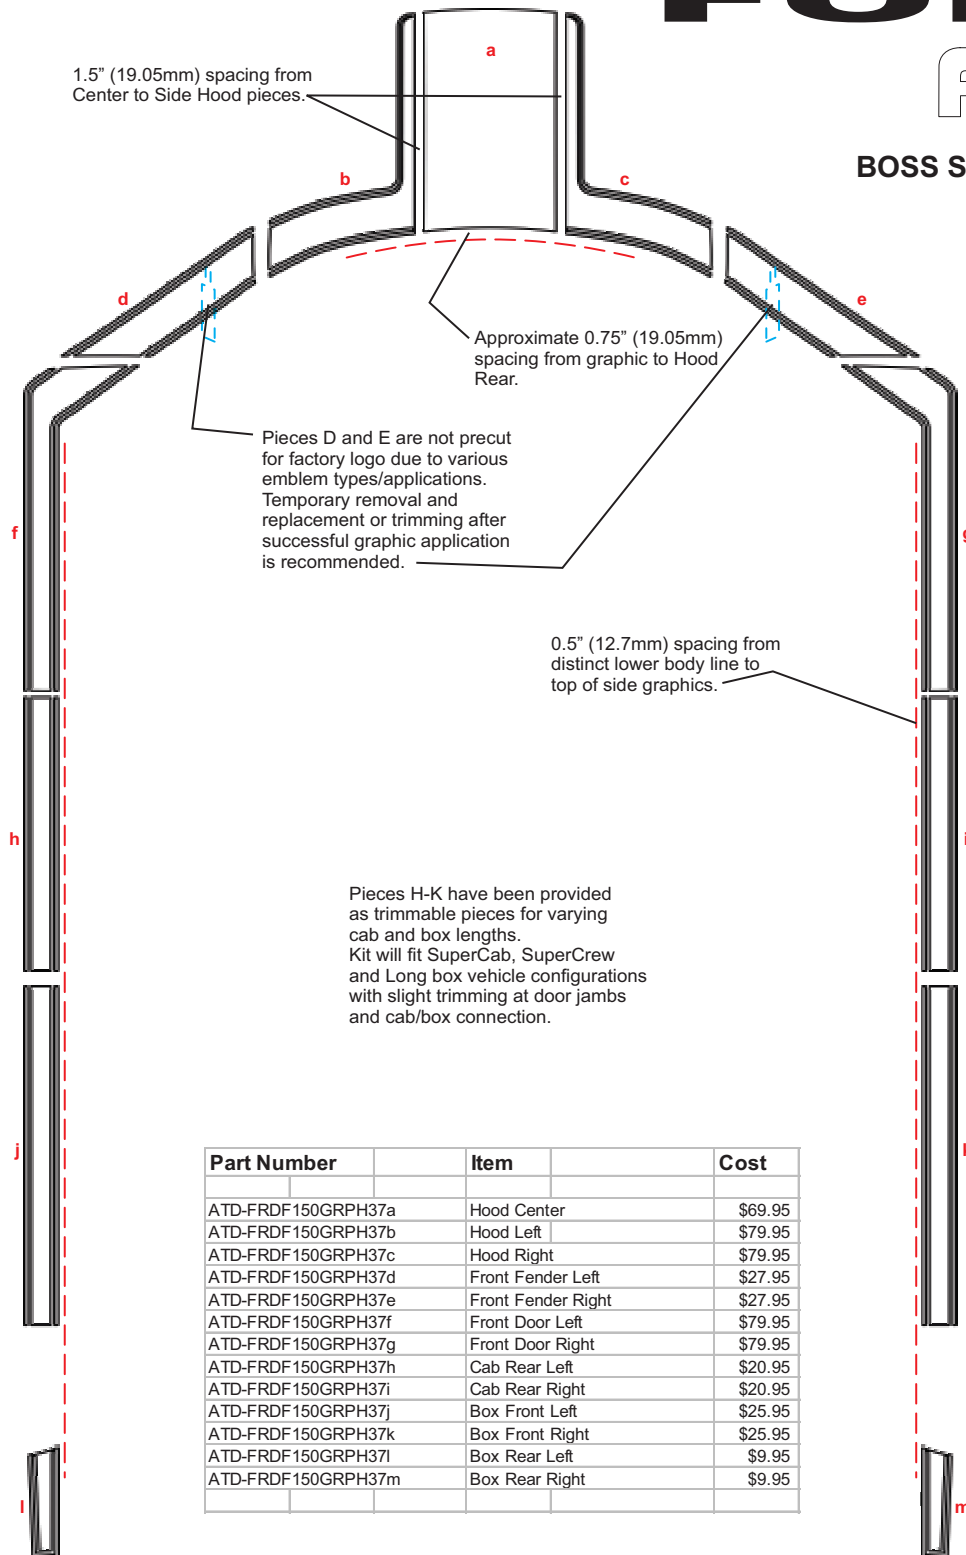 a
1.5” (19.05mm) spacing from
Center to Side Hood pieces.
BOSS S
b
c
d
e
Approximate 0.75” (19.05mm)
spacing from graphic to Hood
Rear.
Pieces D and E are not precut
for factory logo due to various
emblem types/applications.
Temporary removal and
replacement or trimming after
successful graphic application
is recommended.
f
g
0.5” (12.7mm) spacing from
distinct lower body line to
top of side graphics.
h
i
Pieces H-K have been provided
as trimmable pieces for varying
cab and box lengths.
Kit will fit SuperCab, SuperCrew
and Long box vehicle configurations
with slight trimming at door jambs
and cab/box connection.
j
Part Number Item Cost
ATD-FRDF150GRPH37a Hood Center $69.95
ATD-FRDF150GRPH37b Hood Left $79.95
ATD-FRDF150GRPH37c Hood Right $79.95
ATD-FRDF150GRPH37d Front Fender Left $27.95
ATD-FRDF150GRPH37e Front Fender Right $27.95
ATD-FRDF150GRPH37f Front Door Left $79.95
ATD-FRDF150GRPH37g Front Door Right $79.95
ATD-FRDF150GRPH37h Cab Rear Left $20.95
ATD-FRDF150GRPH37i Cab Rear Right $20.95
ATD-FRDF150GRPH37j Box Front Left $25.95
ATD-FRDF150GRPH37k Box Front Right $25.95
ATD-FRDF150GRPH37l Box Rear Left $9.95
ATD-FRDF150GRPH37m Box Rear Right $9.95
l
m